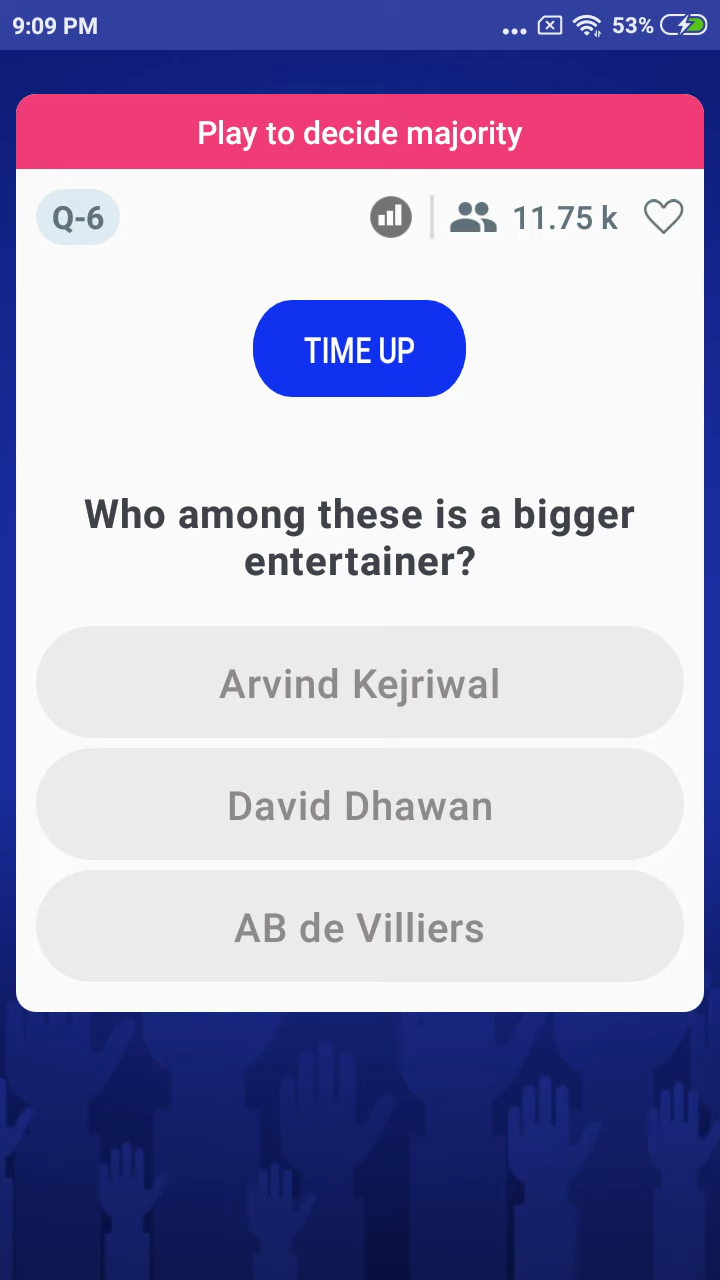 9:09 PM
53%
Play to decide majority
Q-6
11.75 k
TIME UP
Who among these is a bigger
entertainer?
Arvind Kejriwal
David Dhawan
AB de Villiers